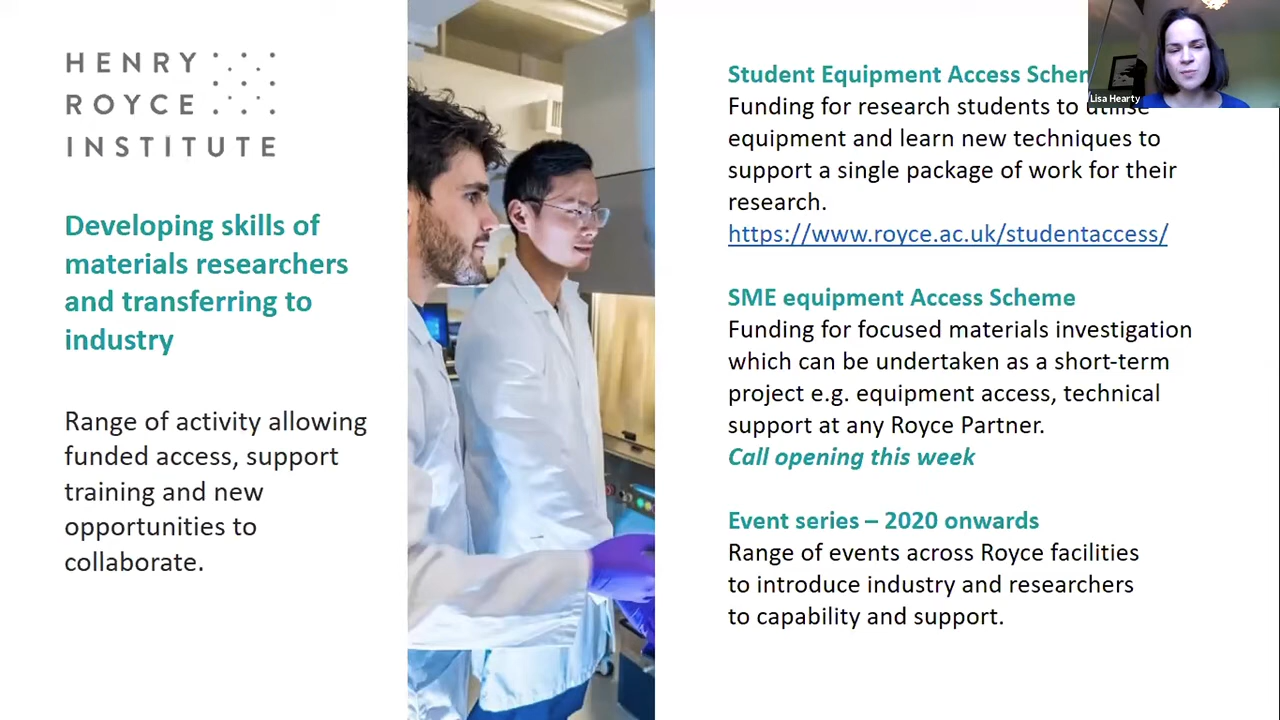 HENRY
ROYCE
INSTITUTE
Developing skills of
materials researchers
and transferring to
industry
Range of activity allowing
funded access, support
training and new
opportunities to
collaborate.
Student Equipment Access
Funding for research students to utilise
equipment and learn new techniques to
support a single package of work for their
research.
https://www.royce.ac.uk/studentaccess/
SME equipment Access Scheme
Funding for focused materials investigation
which can be undertaken as a short-term
project e.g. equipment access, technical
support at any Royce Partner.
Call opening this week
Event series – 2020 onwards
Range of events across Royce facilities
to introduce industry and researchers
to capability and support.
Lisa Hearty